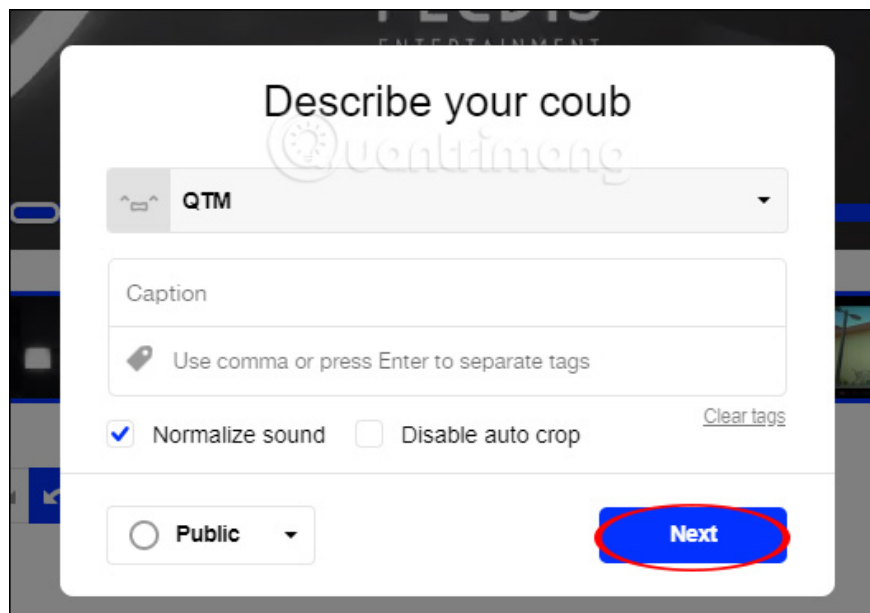 ENTERTAINMENT
Describe your coub
Quantrimang
QTM
Caption
Use comma or press Enter to separate tags
Clear tags
Normalize sound
Disable auto crop
Public
Next